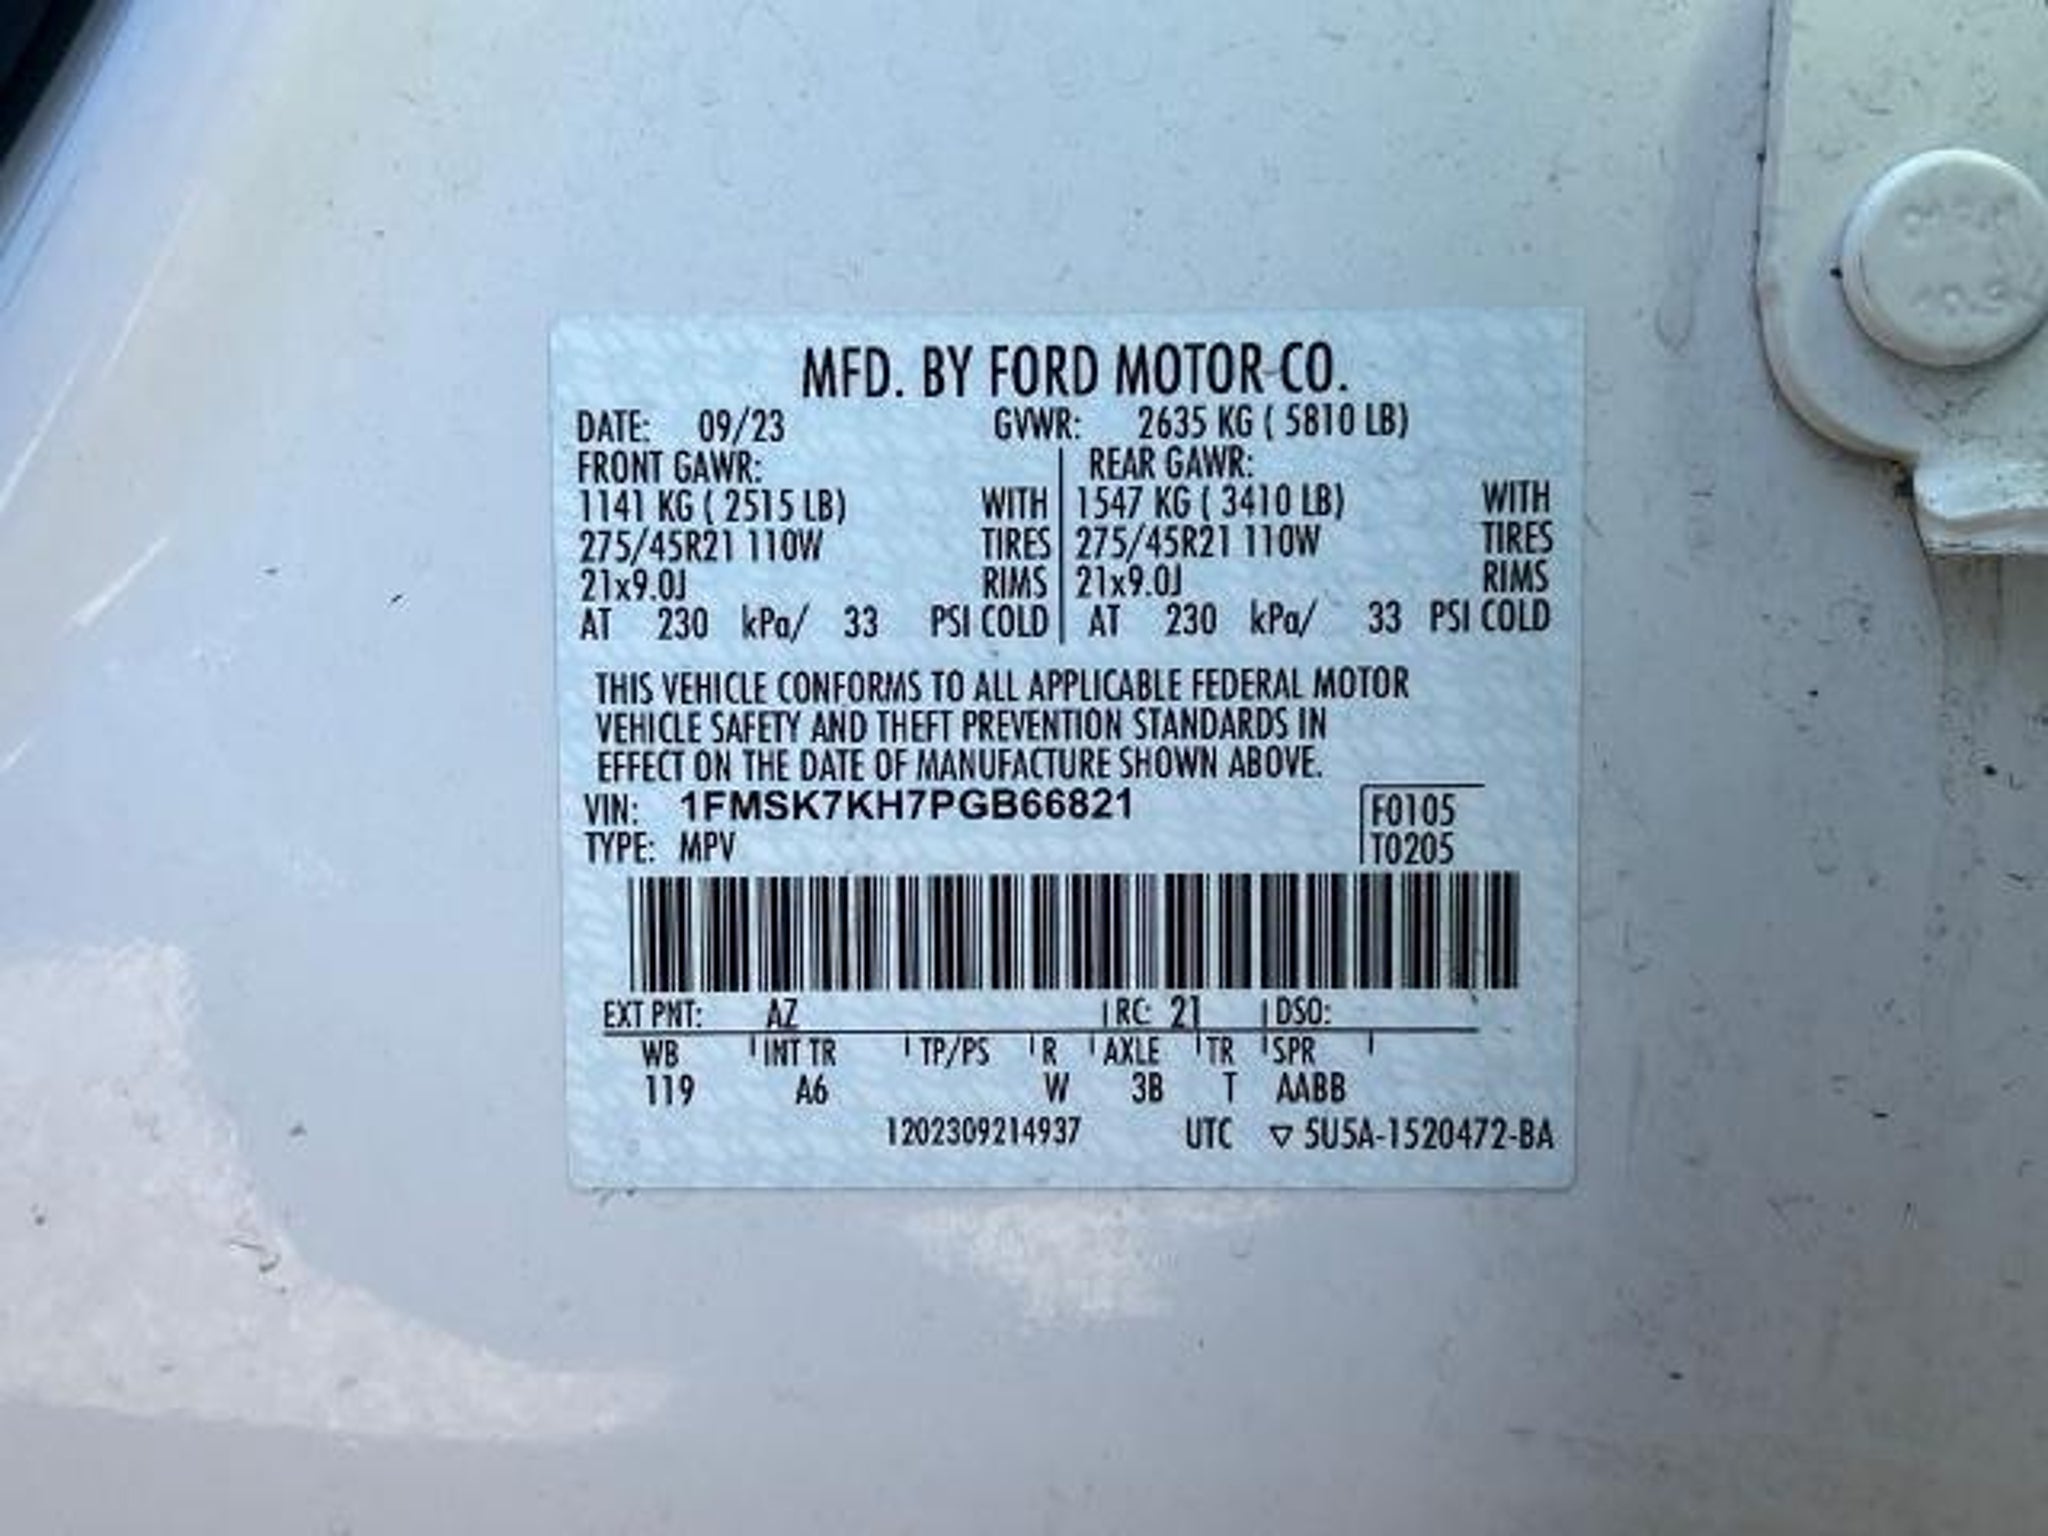 MFD. BY FORD MOTOR CO.
DATE: 09/23 GVWR: 2635 KG ( 5810 LB)
FRONT GAWR: REAR GAWR:
1141 KG ( 2515 LB) WITH 1547 KG ( 3410 LB) WITH
275/45R21 110W TIRES 275/45R21 110W TIRES
21x9.0J RIMS 21x9.0J RIMS
AT 230 kPa/ 33 PSI COLD AT 230 kPa/ 33 PSI COLD
THIS VEHICLE CONFORMS TO ALL APPLICABLE FEDERAL MOTOR
VEHICLE SAFETY AND THEFT PREVENTION STANDARDS IN
EFFECT ON THE DATE OF MANUFACTURE SHOWN ABOVE.
VIN: 1FMSK7KH7PGB66821 F0105
TYPE: MPV T0205
EXT PNT: AZ RC: 21 DSO:
WB INT TR TP/PS R AXLE TR SPR
119 A6 W 3B T AABB
1202309214937 UTC ▽ 5U5A-1520472-BA